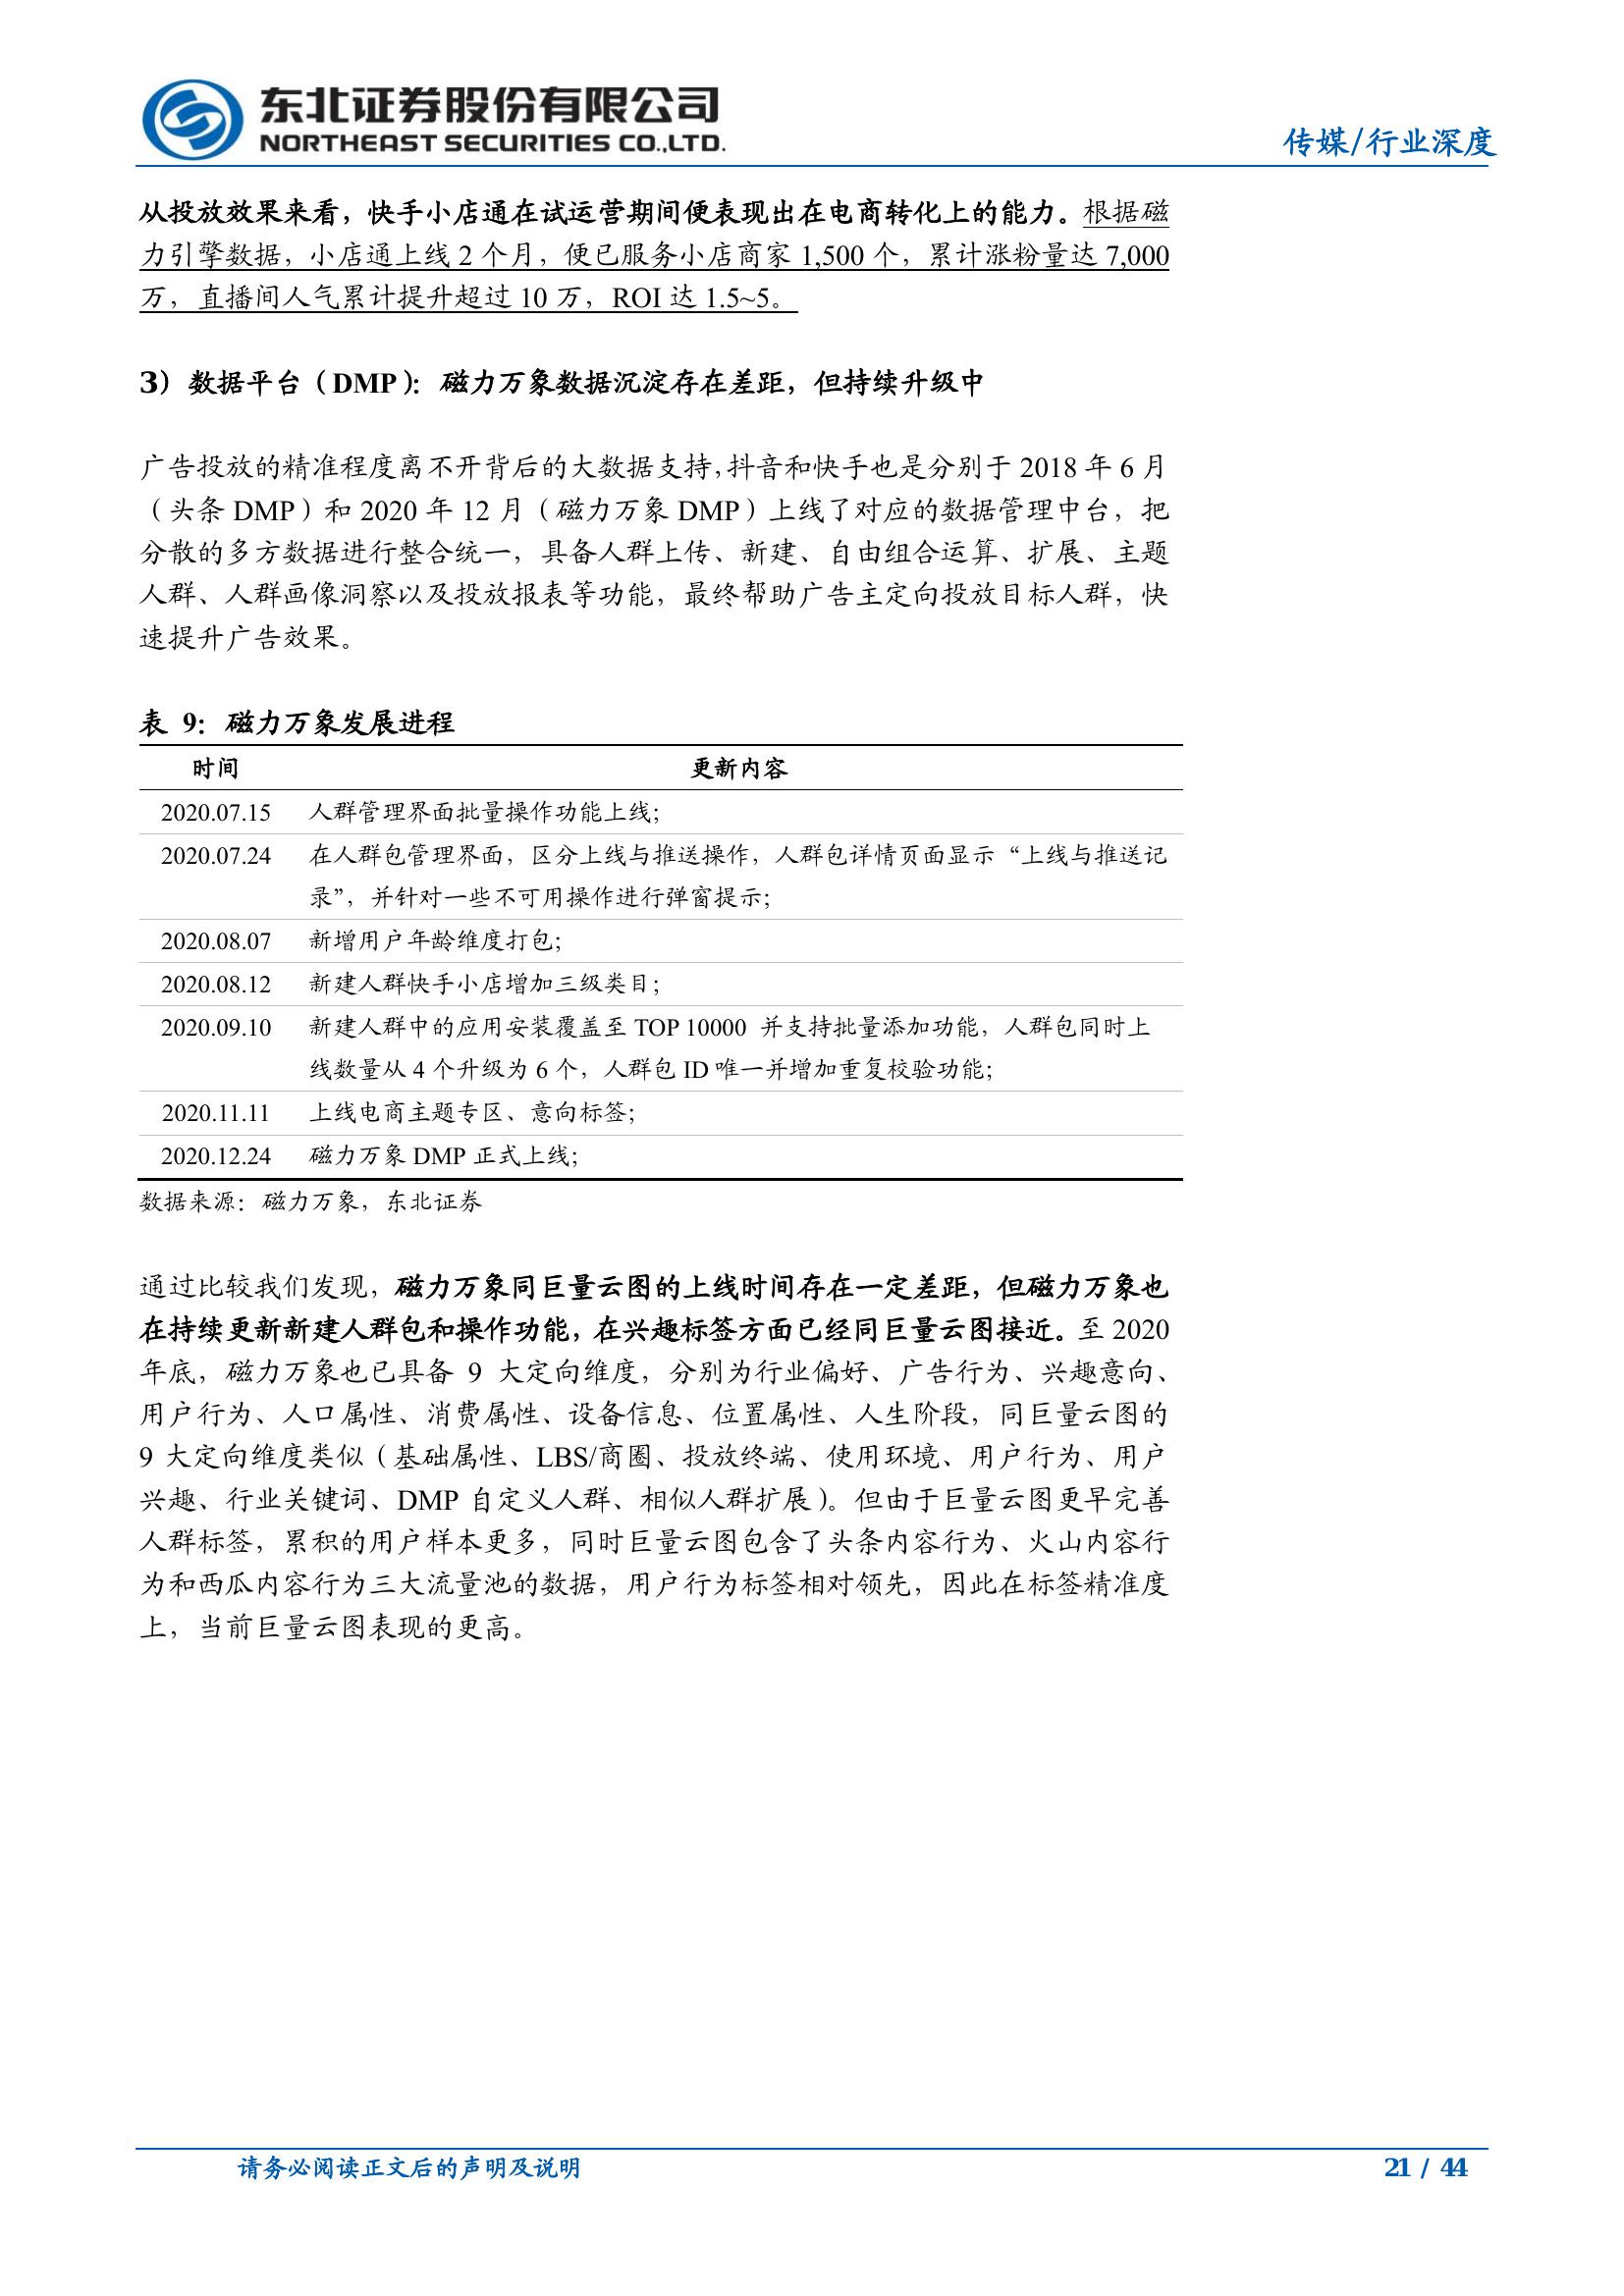 东北证券股份有限公司
NORTHEAST SECURITIES CO.,LTD.
传媒/行业深度
从投放效果来看，快手小店通在试运营期间便表现出在电商转化上的能力。根据磁
力引擎数据，小店通上线 2 个月，便已服务小店商家 1,500 个，累计涨粉量达 7,000
万，直播间人气累计提升超过 10 万，ROI 达 1.5~5。
3）数据平台（DMP）：磁力万象数据沉淀存在差距，但持续升级中
广告投放的精准程度离不开背后的大数据支持，抖音和快手也是分别于 2018 年 6 月
（头条 DMP）和 2020 年 12 月（磁力万象 DMP）上线了对应的数据管理中台，把
分散的多方数据进行整合统一，具备人群上传、新建、自由组合运算、扩展、主题
人群、人群画像洞察以及投放报表等功能，最终帮助广告主定向投放目标人群，快
速提升广告效果。
表 9：磁力万象发展进程
时间 更新内容
2020.07.15 人群管理界面批量操作功能上线；
2020.07.24 在人群包管理界面，区分上线与推送操作，人群包详情页面显示“上线与推送记
录”，并针对一些不可用操作进行弹窗提示；
2020.08.07 新增用户年龄维度打包；
2020.08.12 新建人群快手小店增加三级类目；
2020.09.10 新建人群中的应用安装覆盖至 TOP 10000 并支持批量添加功能，人群包同时上
线数量从 4 个升级为 6 个，人群包 ID 唯一并增加重复校验功能；
2020.11.11 上线电商主题专区、意向标签；
2020.12.24 磁力万象 DMP 正式上线；
数据来源：磁力万象，东北证券
通过比较我们发现，磁力万象同巨量云图的上线时间存在一定差距，但磁力万象也
在持续更新新建人群包和操作功能，在兴趣标签方面已经同巨量云图接近。至 2020
年底，磁力万象也已具备 9 大定向维度，分别为行业偏好、广告行为、兴趣意向、
用户行为、人口属性、消费属性、设备信息、位置属性、人生阶段，同巨量云图的
9 大定向维度类似（基础属性、LBS/商圈、投放终端、使用环境、用户行为、用户
兴趣、行业关键词、DMP 自定义人群、相似人群扩展）。但由于巨量云图更早完善
人群标签，累积的用户样本更多，同时巨量云图包含了头条内容行为、火山内容行
为和西瓜内容行为三大流量池的数据，用户行为标签相对领先，因此在标签精准度
上，当前巨量云图表现的更高。
请务必阅读正文后的声明及说明
21 / 44